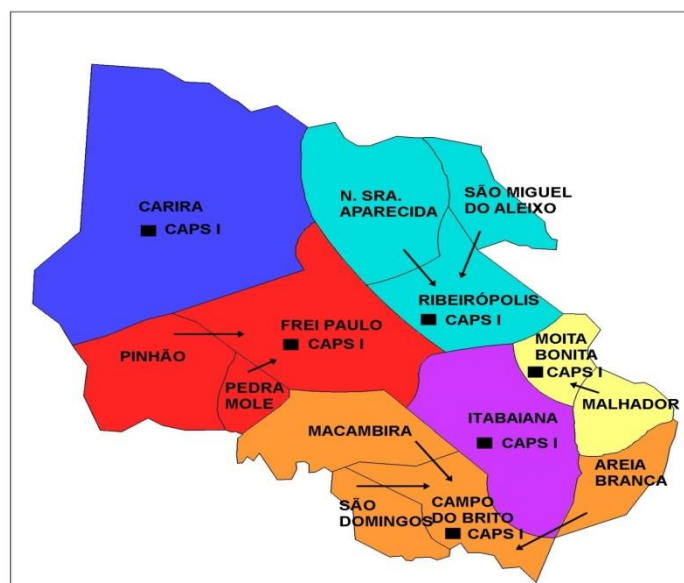 N. SRA.
APARECIDA
SÃO MIGUEL
DO ALEIXO
CARIRA
CAPS I
RIBEIRÓPOLIS
CAPS I
FREI PAULO
CAPS I
PINHÃO
PEDRA
MOLE
MOITA
BONITA
CAPS I
MALHADOR
ITABAIANA
CAPS I
MACAMBIRA
AREIA
BRANCA
SÃO
DOMINGOS
CAMPO
DO BRITO
CAPS I